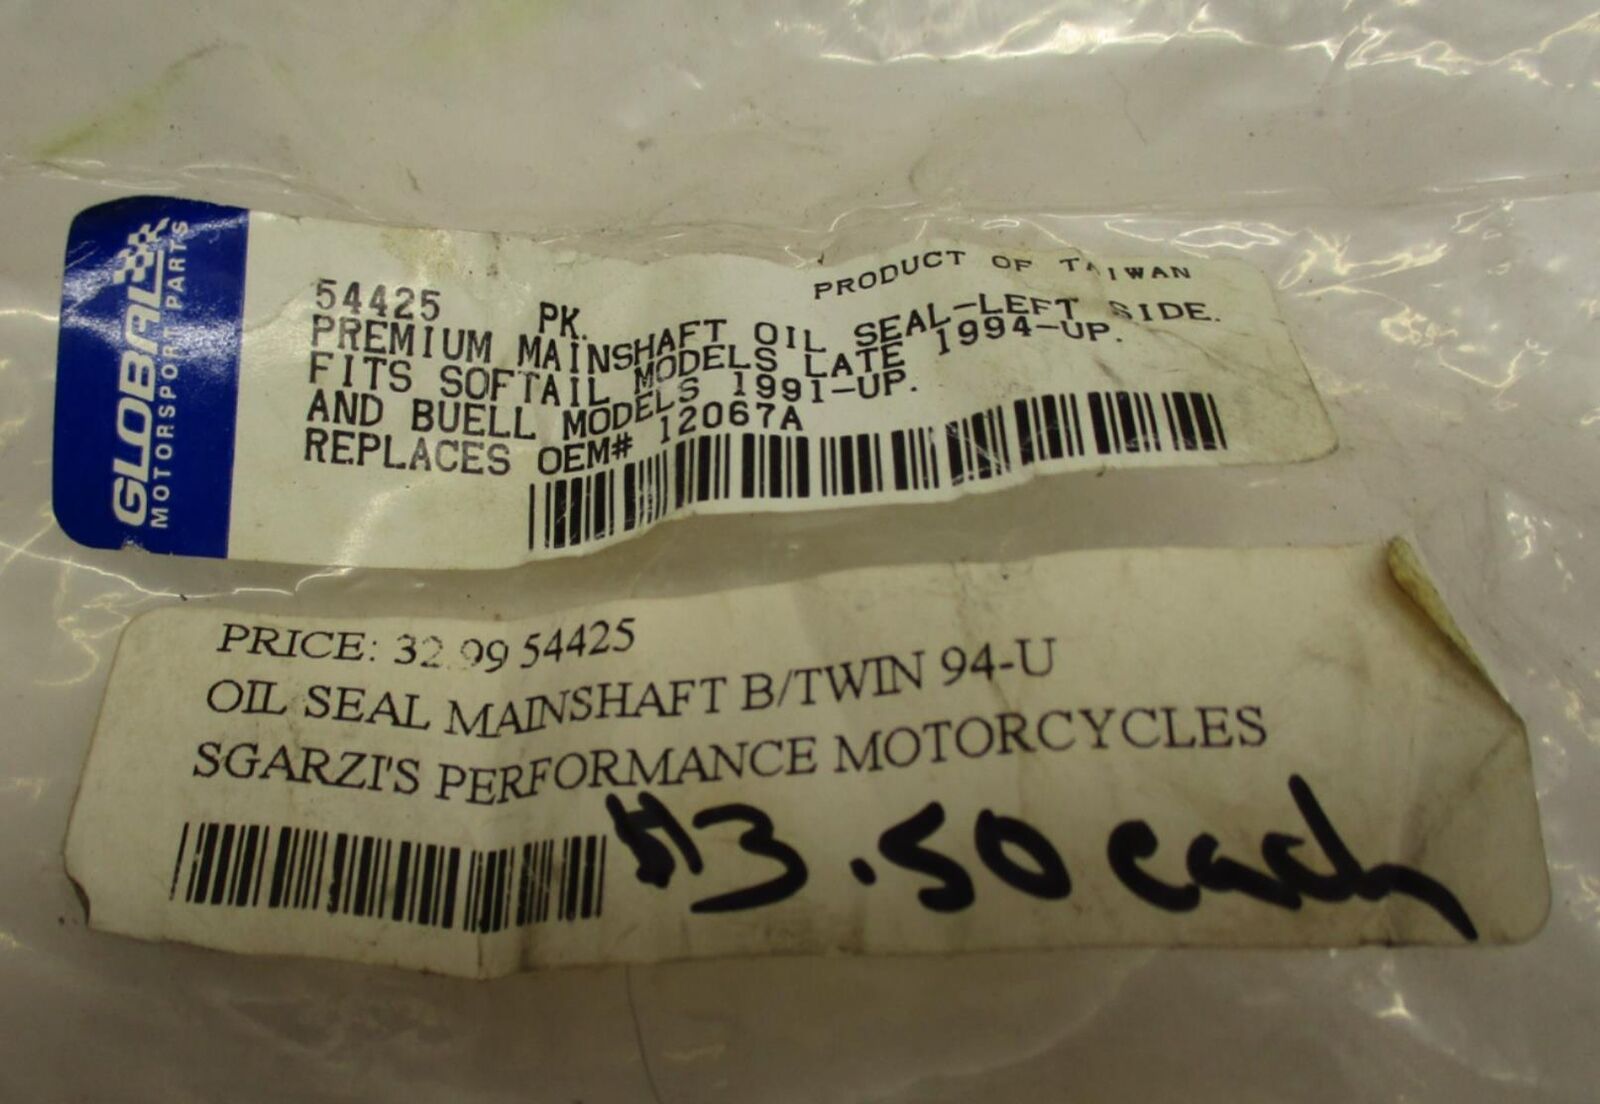 GLOBAL
MOTORSPORT PARTS
PRODUCT OF TAIWAN
54425 PK.
PREMIUM MAINSHAFT OIL SEAL-LEFT SIDE.
FITS SOFTAIL MODELS LATE 1994-UP.
AND BUELL MODELS 1991-UP.
REPLACES OEM# 12067A
PRICE: 32.99 54425
OIL SEAL MAINSHAFT B/TWIN 94-U
SGARZI'S PERFORMANCE MOTORCYCLES
3.50 each